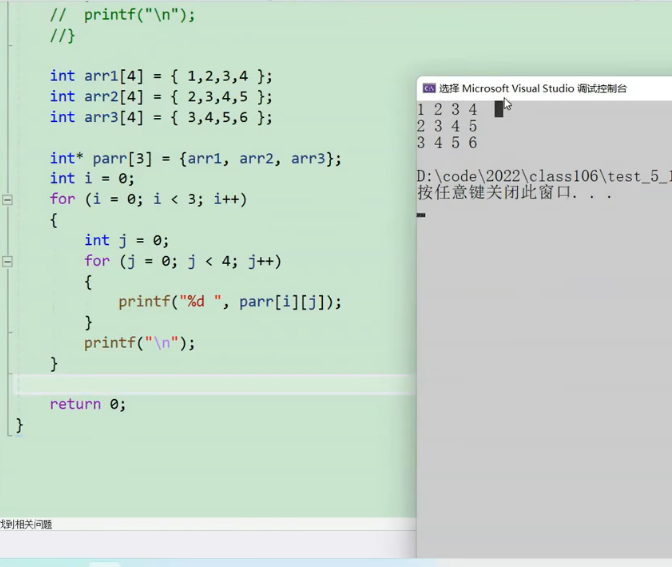 //  printf("\n");
//}
int arr1[4] = { 1,2,3,4 };
int arr2[4] = { 2,3,4,5 };
int arr3[4] = { 3,4,5,6 };
int* parr[3] = {arr1, arr2, arr3};
int i = 0;
for (i = 0; i < 3; i++)
{
int j = 0;
for (j = 0; j < 4; j++)
{
printf("%d ", parr[i][j]);
}
printf("\n");
}
return 0;
}
找到相关问题
选择 Microsoft Visual Studio 调试控制台
1 2 3 4
2 3 4 5
3 4 5 6
D:\code\2022\class106\test_5_1
按任意键关闭此窗口. . .